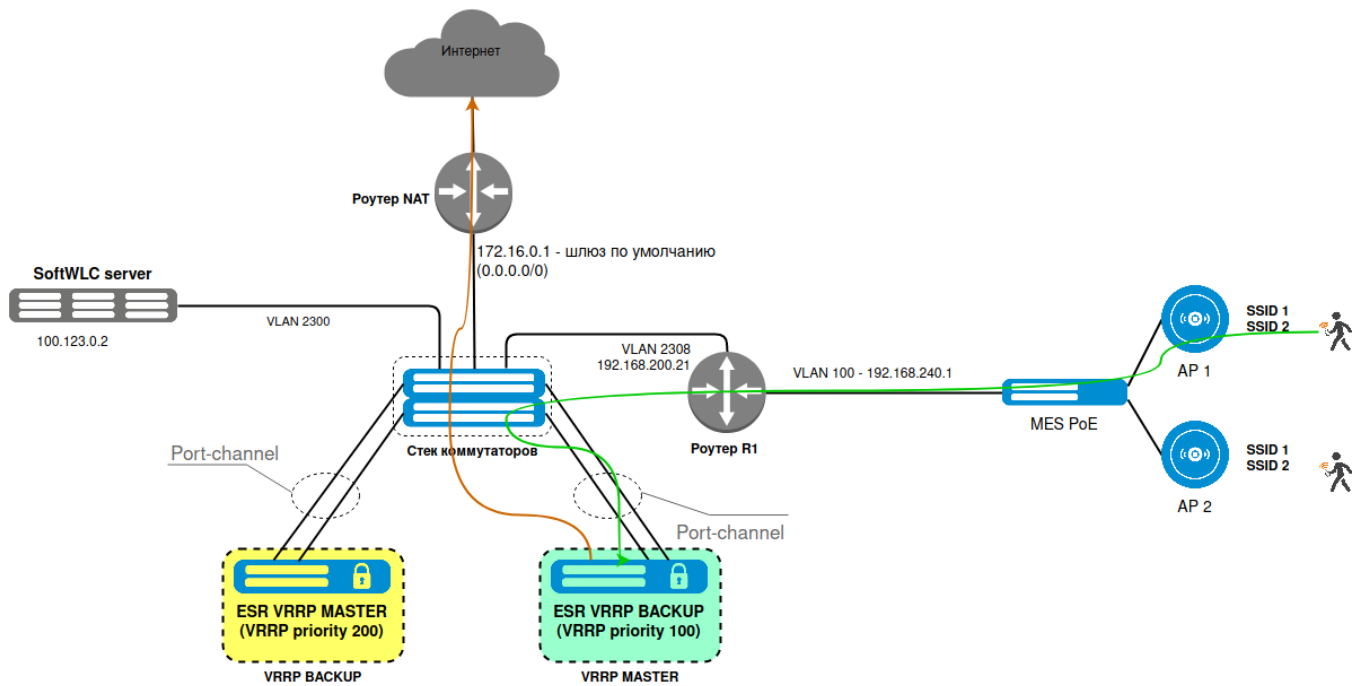 Интернет
Роутер NAT
172.16.0.1 - шлюз по умолчанию
(0.0.0.0/0)
SoftWLC server
100.123.0.2
VLAN 2300
VLAN 2308
192.168.200.21
VLAN 100 - 192.168.240.1
SSID 1
SSID 2
AP 1
MES PoE
Роутер R1
Стек коммутаторов
SSID 1
SSID 2
AP 2
Port-channel
Port-channel
ESR VRRP MASTER
(VRRP priority 200)
VRRP BACKUP
ESR VRRP BACKUP
(VRRP priority 100)
VRRP MASTER